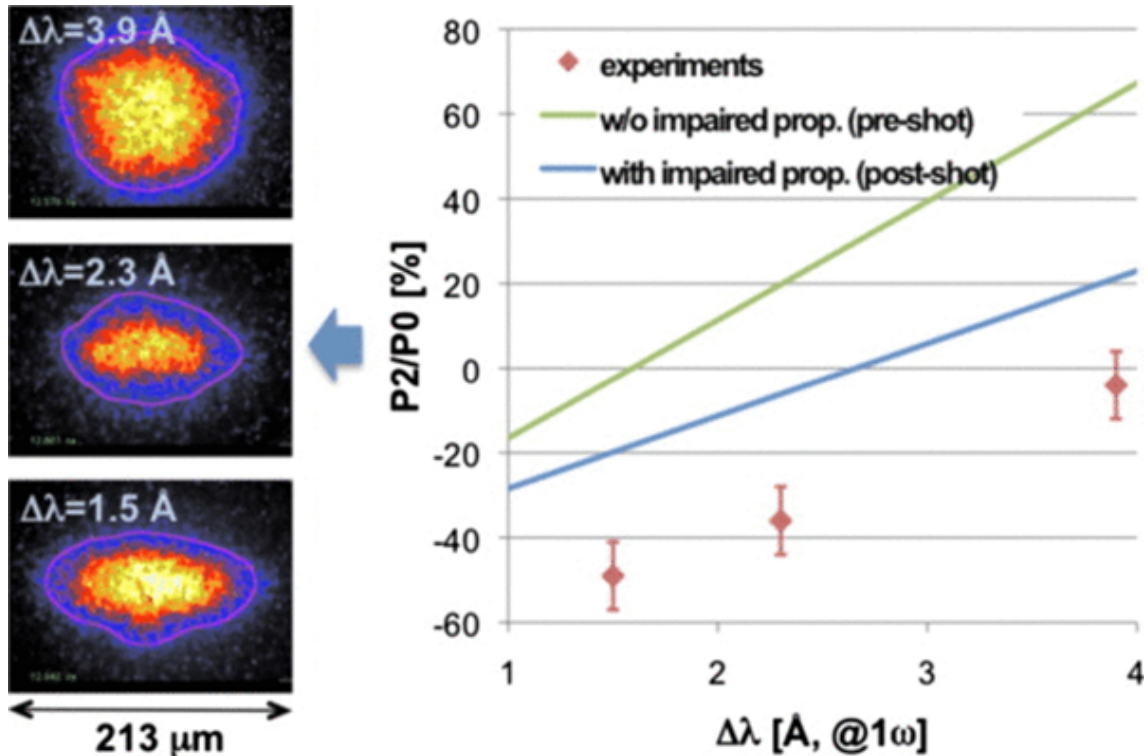 Δλ=3.9 Å
Δλ=2.3 Å
Δλ=1.5 Å
213 μm
P2/P0 [%]
80
60
40
20
0
-20
-40
-60
experiments
w/o impaired prop. (pre-shot)
with impaired prop. (post-shot)
1
2
3
4
Δλ [Å, @1ω]